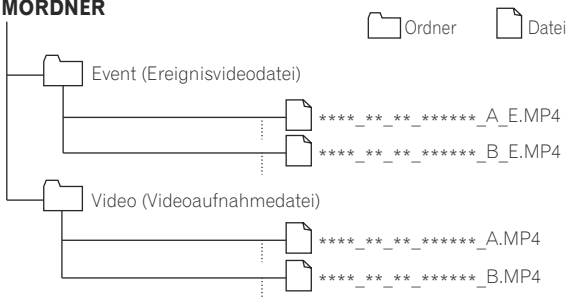 MORDNER
Ordner
Datei
Event (Ereignisvideodatei)
****_**_**_******_A_E.MP4
****_**_**_******_B_E.MP4
Video (Videoaufnahmedatei)
****_**_**_******_A.MP4
****_**_**_******_B.MP4